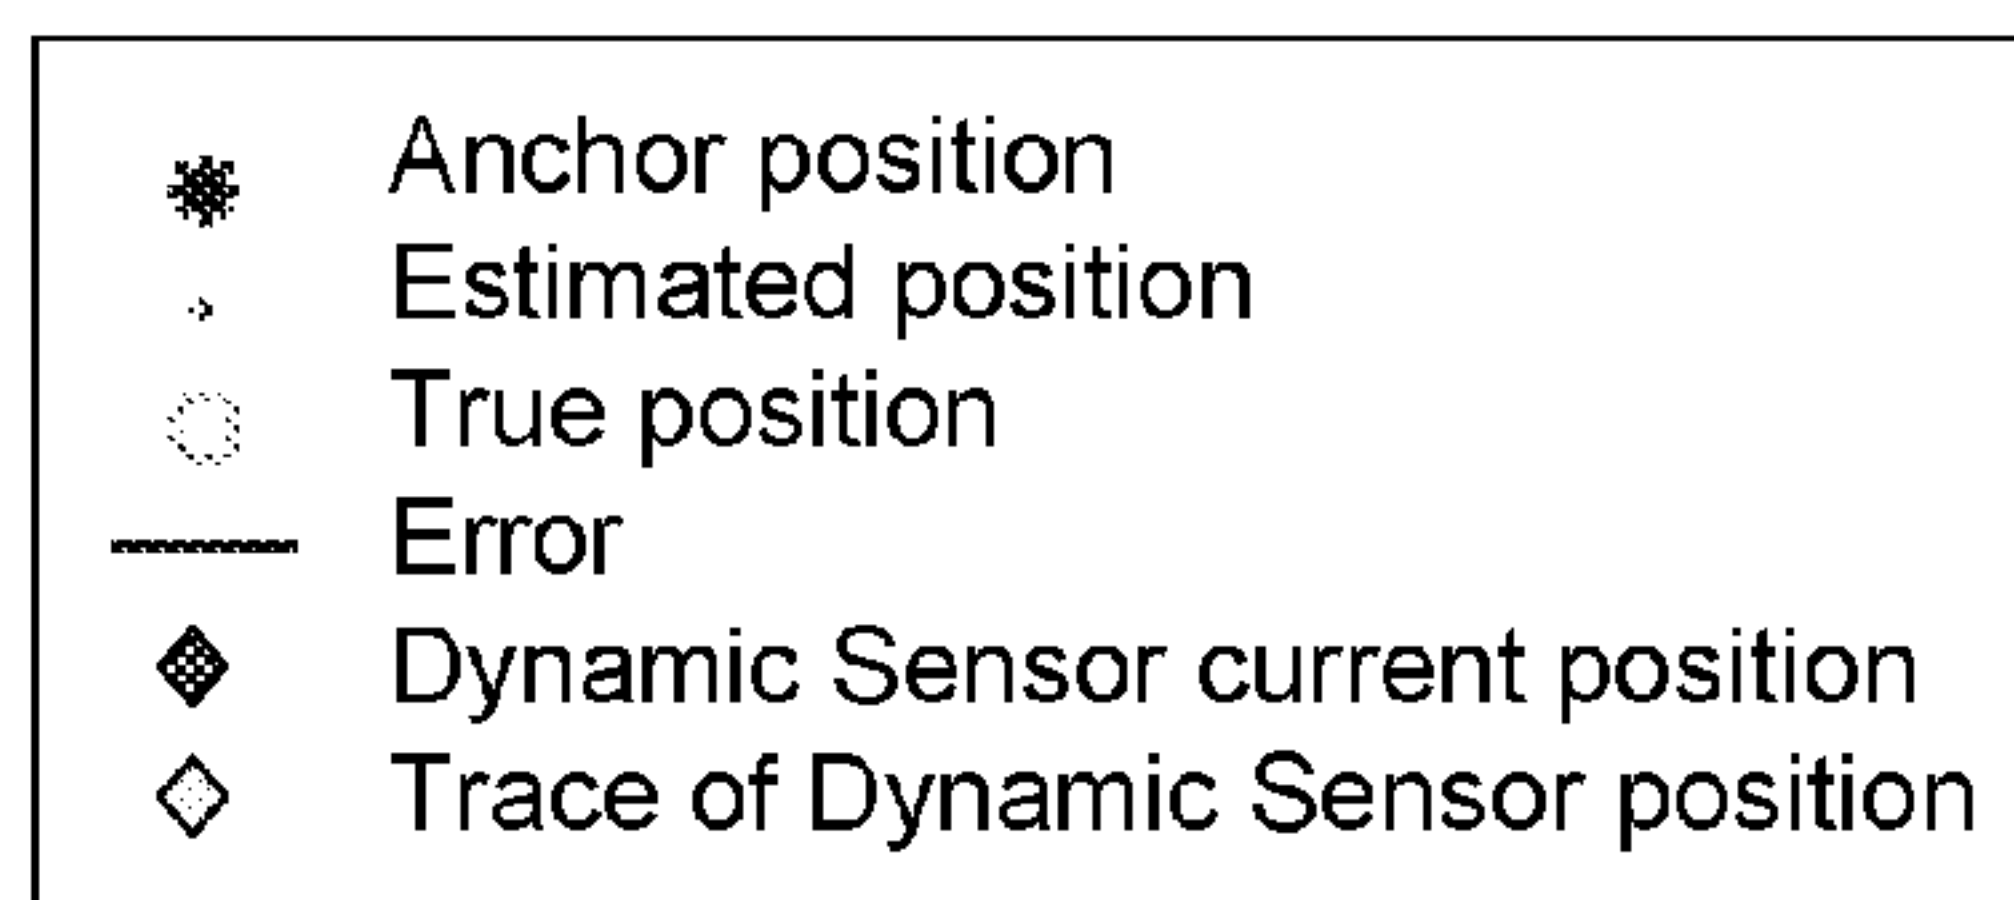 Anchor position
Estimated position
True position
Error
Dynamic Sensor current position
Trace of Dynamic Sensor position